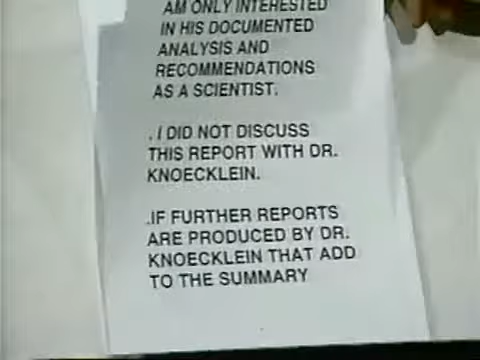 AM ONLY INTERESTED
IN HIS DOCUMENTED
ANALYSIS AND
RECOMMENDATIONS
AS A SCIENTIST.
. I DID NOT DISCUSS
THIS REPORT WITH DR.
KNOECKLEIN.
.IF FURTHER REPORTS
ARE PRODUCED BY DR.
KNOECKLEIN THAT ADD
TO THE SUMMARY